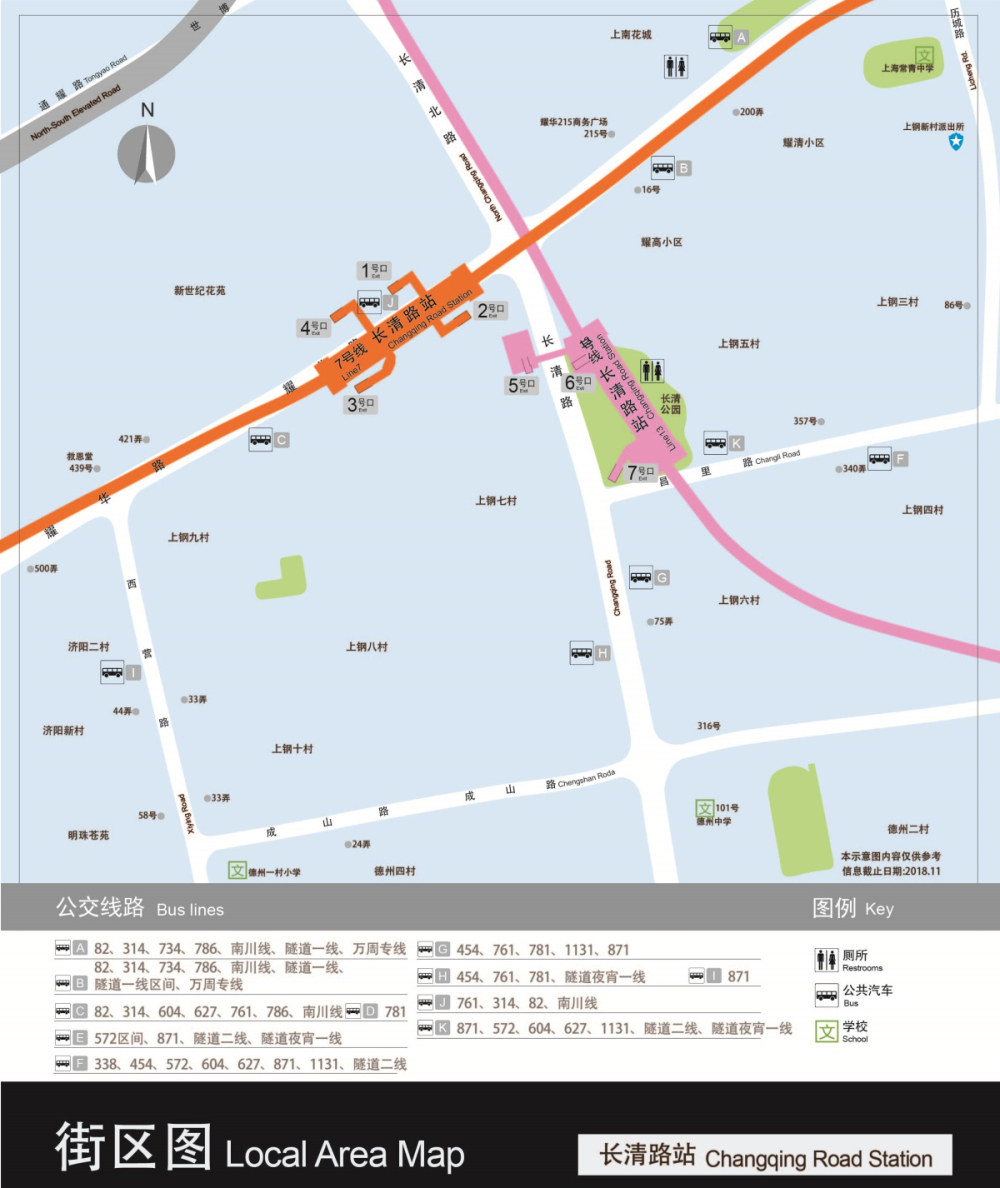 世 博
历城路
Licheng Rd.
上南花城
A
文
上海常青中学
通 耀 路 Tongyao Road
North-South Elevated Road
长清北路
North Changqing Road
N
200弄
耀华215商务广场
215号
耀清小区
上钢新村派出所
B
16号
耀高小区
新世纪花苑
1号口
Exit
J
4号口
Exit
2号口
Exit
7号线 长清路站
Line7 Changqing Road Station
3号口
Exit
上钢三村
86号
上钢五村
长清路
5号口
Exit
6号口
Exit
号线 长清路站
Line13 Changqing Road Station
长清
公园
耀
C
421弄
救恩堂
439号
357号
K
340弄
F
7号口
Exit
昌 里 路 Changli Road
耀 华 路
上钢七村
上钢四村
上钢九村
500弄
Changqing Road
G
75弄
上钢六村
西营路
Xiying Road
济阳二村
I
上钢八村
H
33弄
44弄
济阳新村
316号
上钢十村
33弄
58号
明珠苍苑
成 山 路 成 山 路 Chengshan Roda
文
101号
德州中学
德州二村
24弄
文
德州一村小学
德州四村
本示意图内容仅供参考
信息截止日期:2018.11
公交线路 Bus lines
图例 Key
A 82、314、734、786、南川线、隧道一线、万周专线
B 82、314、734、786、南川线、隧道一线、
隧道一线区间、万周专线
C 82、314、604、627、761、786、南川线 D 781
E 572区间、871、隧道二线、隧道夜宵一线
F 338、454、572、604、627、871、1131、隧道二线
G 454、761、781、1131、871
H 454、761、781、隧道夜宵一线 I 871
J 761、314、82、南川线
K 871、572、604、627、1131、隧道二线、隧道夜宵一线
厕所
Restrooms
公共汽车
Bus
文 学校
School
街区图 Local Area Map
长清路站 Changqing Road Station